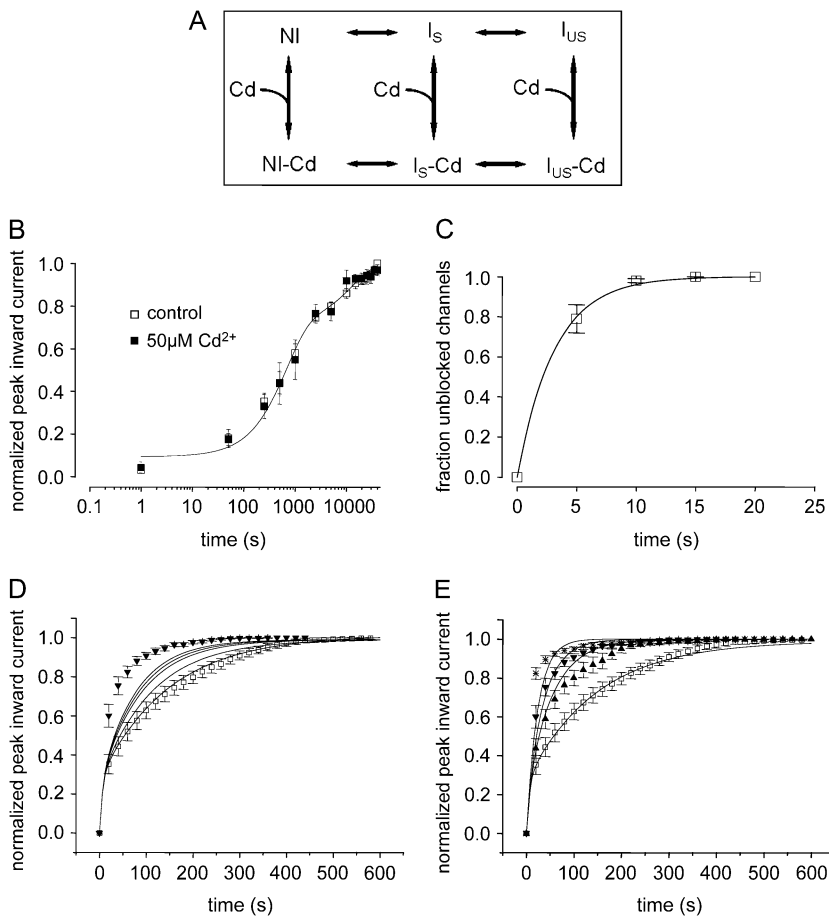 A
NI I_S I_US
Cd Cd Cd
NI-Cd I_S-Cd I_US-Cd
B
normalized peak inward current
1.0
0.8
0.6
0.4
0.2
0.0
control
50μM Cd²⁺
0.1 1 10 100 1000 10000
time (s)
C
fraction unblocked channels
1.0
0.8
0.6
0.4
0.2
0.0
0 5 10 15 20 25
time (s)
D
normalized peak inward current
1.0
0.8
0.6
0.4
0.2
0.0
0 100 200 300 400 500 600
time (s)
E
normalized peak inward current
1.0
0.8
0.6
0.4
0.2
0.0
0 100 200 300 400 500 600
time (s)